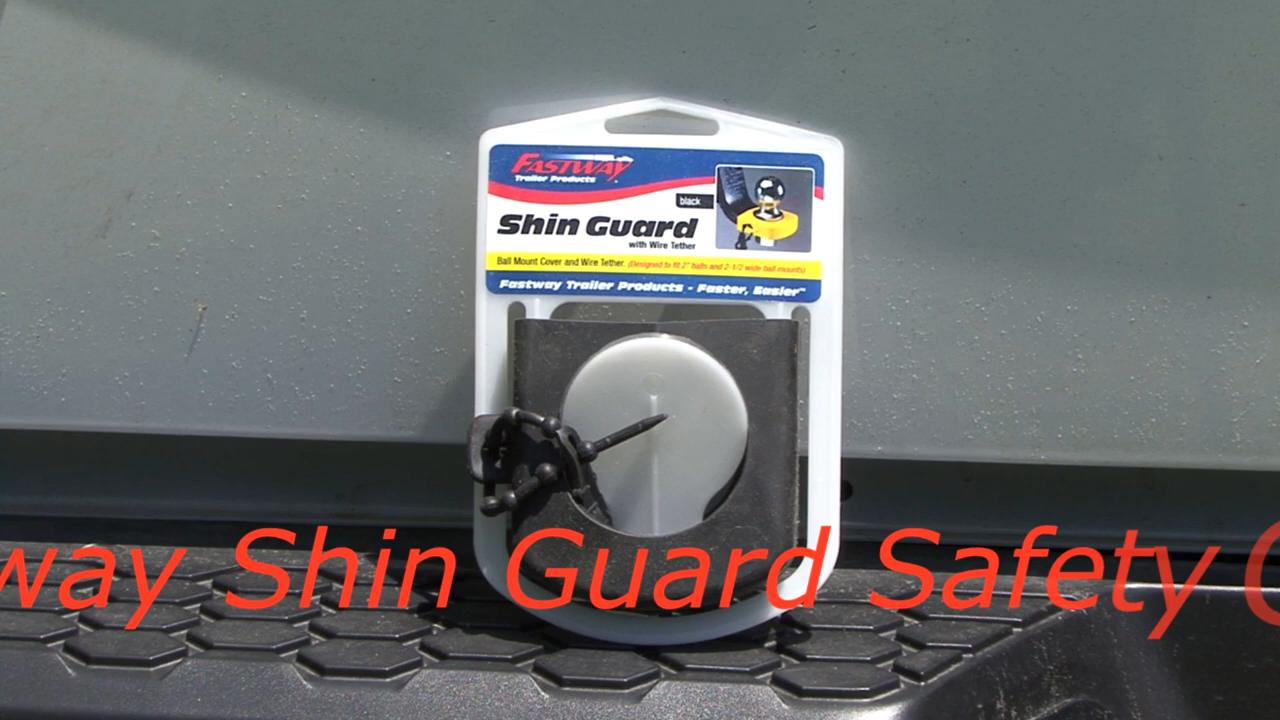 FASTWAY
Trailer Products
black
Shin Guard
with Wire Tether
Ball Mount Cover and Wire Tether. (Designed to fit 2" balls and 2-1/2 wide ball mounts)
Fastway Trailer Products - Faster, Easier™
way Shin Guard Safety